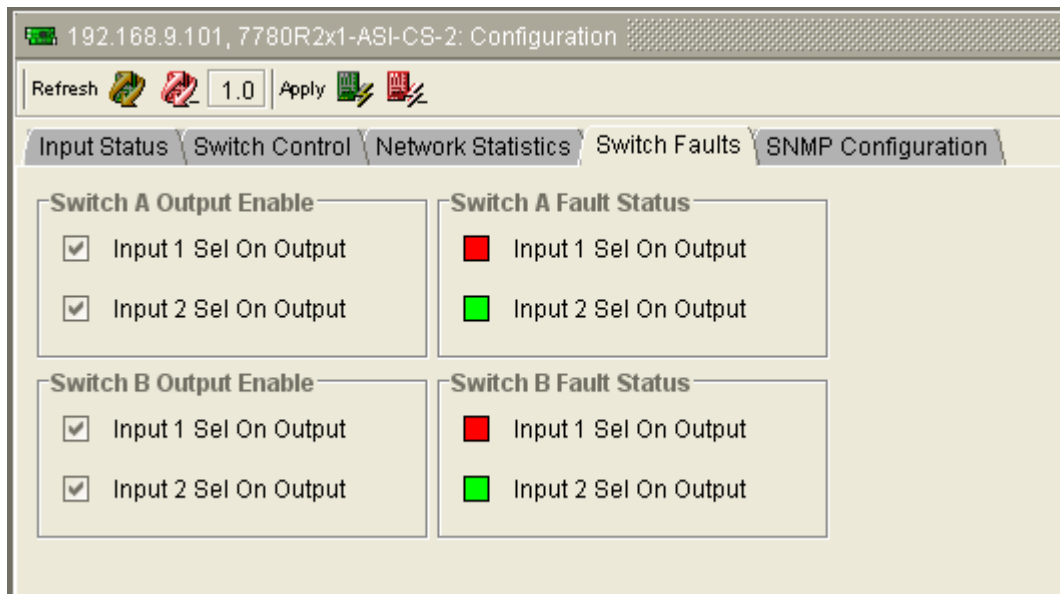 192.168.9.101, 7780R2x1-ASI-CS-2: Configuration
Refresh 1.0 Apply
Input Status Switch Control Network Statistics Switch Faults SNMP Configuration
Switch A Output Enable
Input 1 Sel On Output
Input 2 Sel On Output
Switch A Fault Status
Input 1 Sel On Output
Input 2 Sel On Output
Switch B Output Enable
Input 1 Sel On Output
Input 2 Sel On Output
Switch B Fault Status
Input 1 Sel On Output
Input 2 Sel On Output